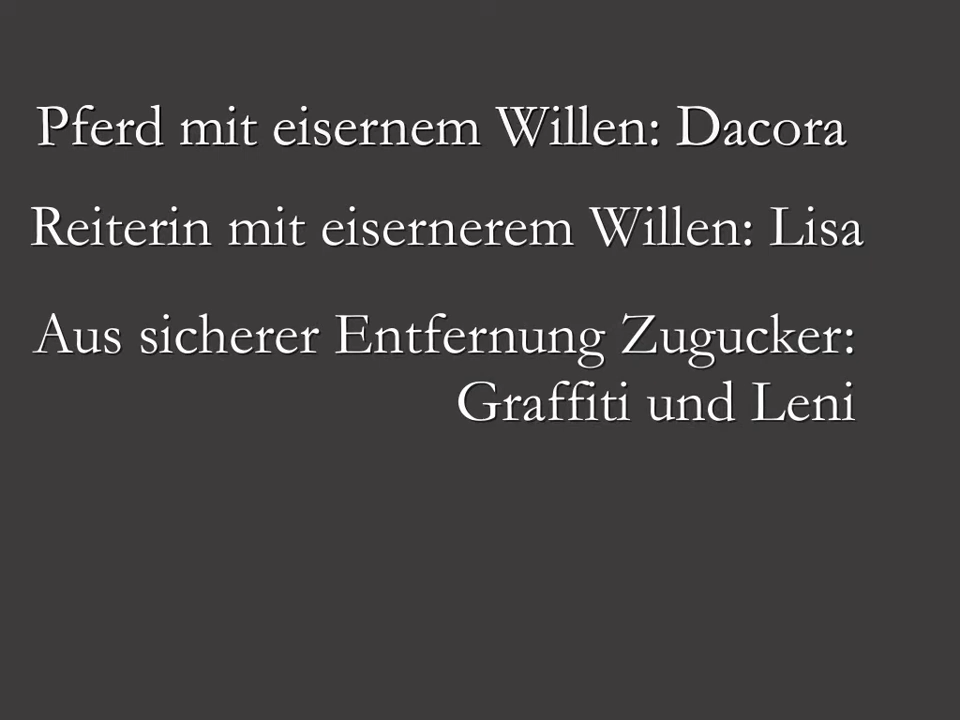 Pferd mit eisernem Willen: Dacora
Reiterin mit eisernerem Willen: Lisa
Aus sicherer Entfernung Zugucker:
Graffiti und Leni